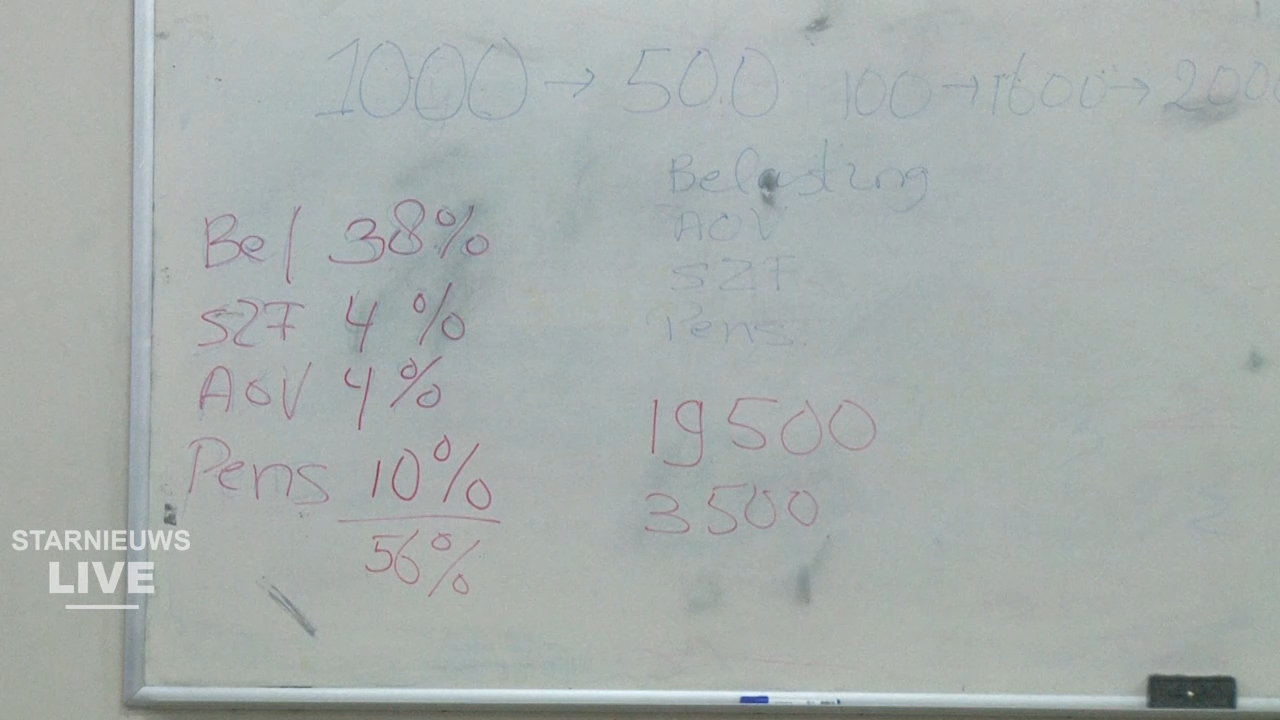 1000 → 500 100 → 1600 → 2000
Belasting
AOV
SZF
Pens.
Bel 38%
SZF 4%
AOV 4%
Pens 10%
56%
19500
3500
STARNIEUWS
LIVE